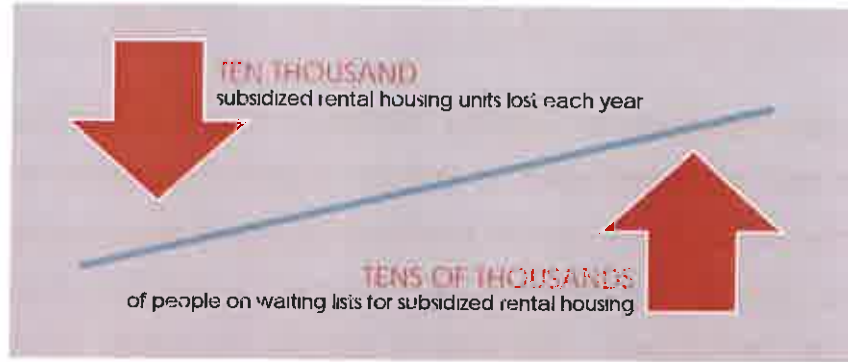 TEN THOUSAND
subsidized rental housing units lost each year
TENS OF THOUSANDS
of people on waiting lists for subsidized rental housing